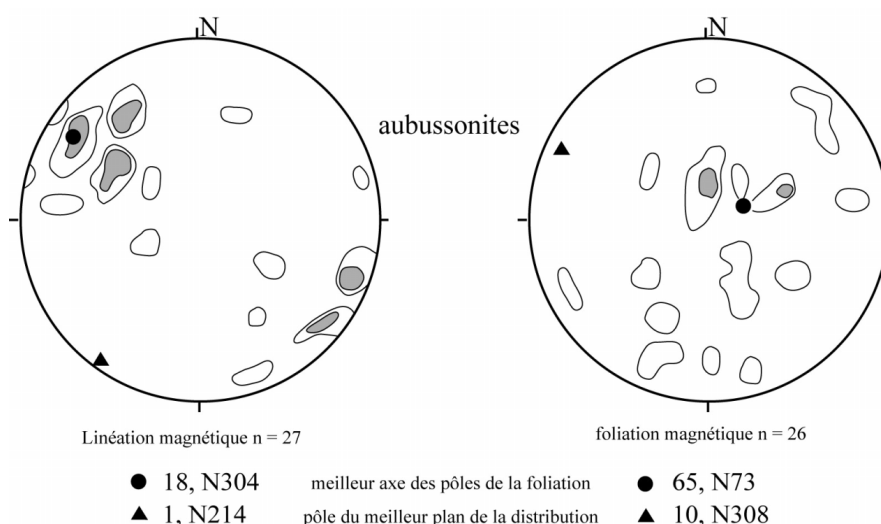 N
N
aubussonites
Linéation magnétique n = 27
foliation magnétique n = 26
● 18, N304 meilleur axe des pôles de la foliation ● 65, N73
▲ 1, N214 pôle du meilleur plan de la distribution ▲ 10, N308